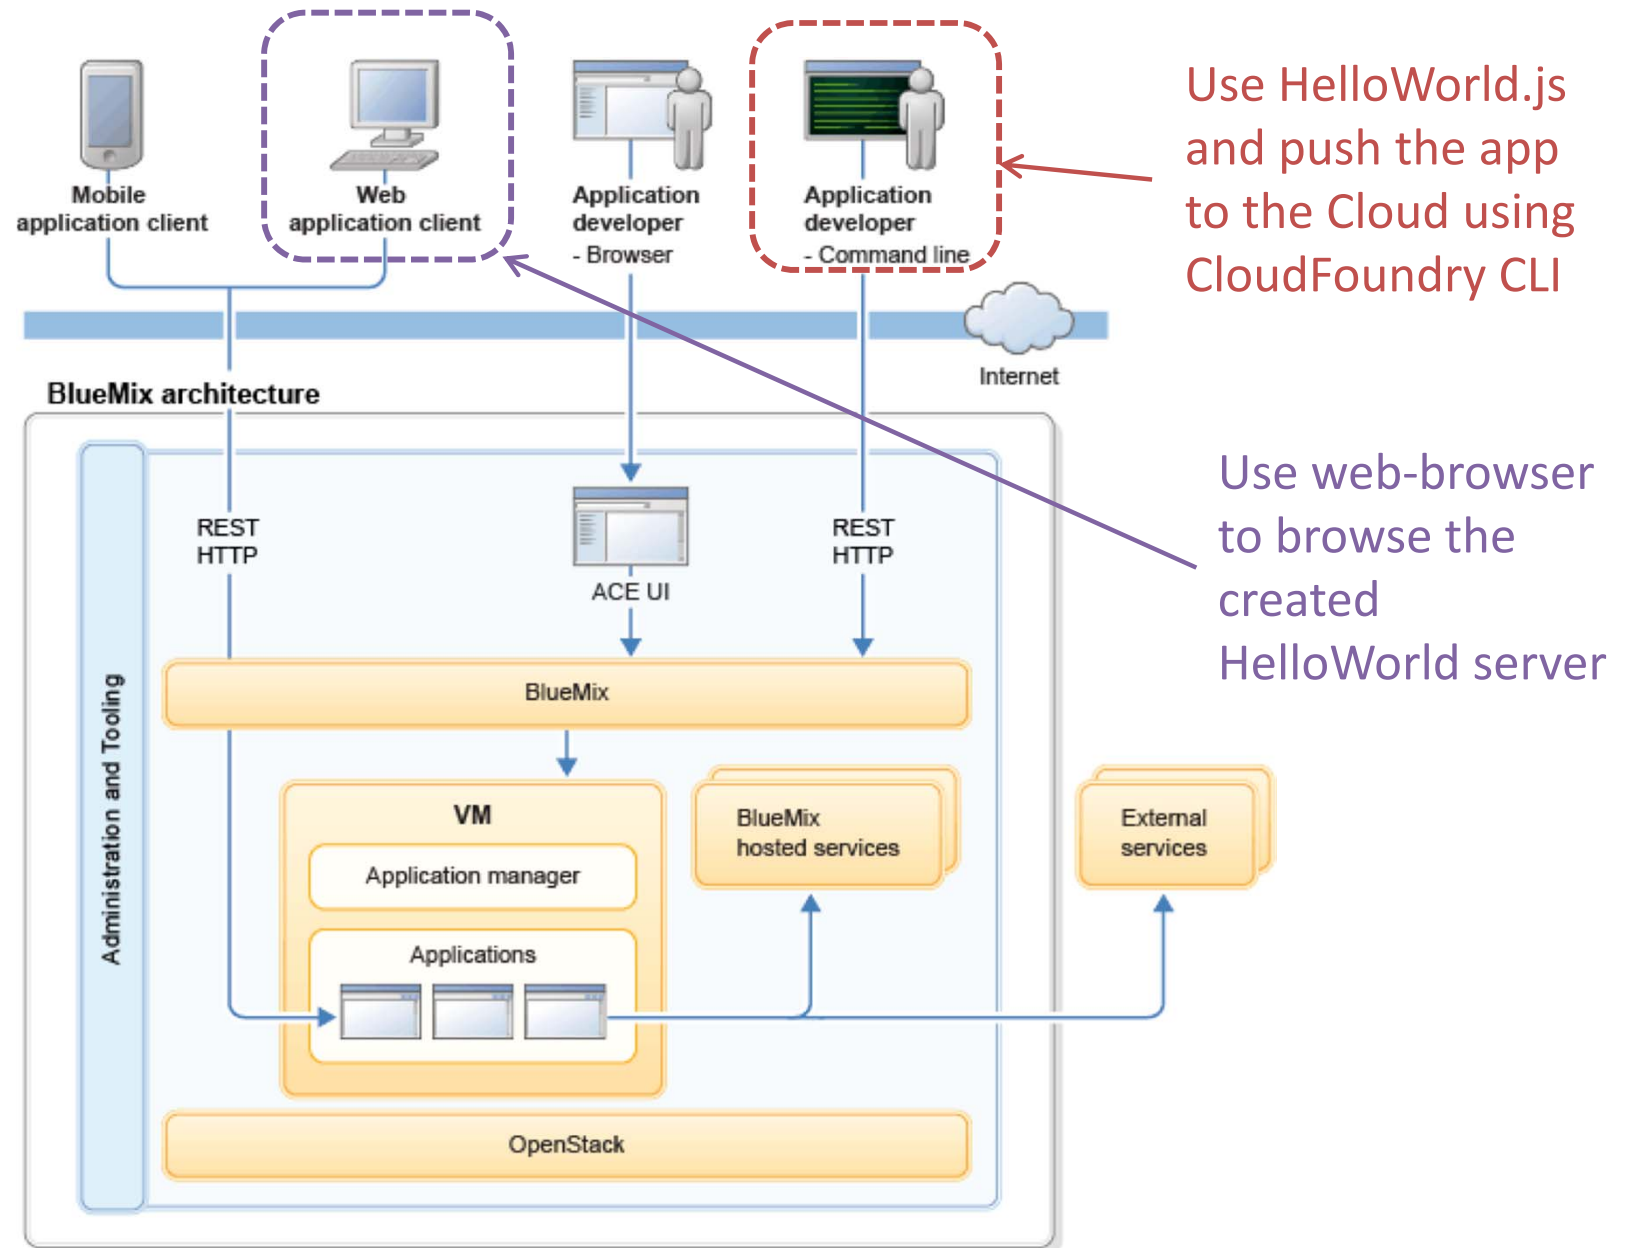 Mobile
application client
Web
application client
Application
developer
- Browser
Application
developer
- Command line
Use HelloWorld.js
and push the app
to the Cloud using
CloudFoundry CLI
Internet
BlueMix architecture
Use web-browser
to browse the
created
HelloWorld server
REST
HTTP
ACE UI
REST
HTTP
Administration and Tooling
BlueMix
VM
Application manager
Applications
BlueMix
hosted services
External
services
OpenStack